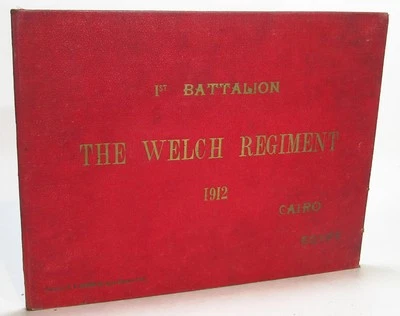 1ST BATTALION
THE WELCH REGIMENT
1912
CAIRO